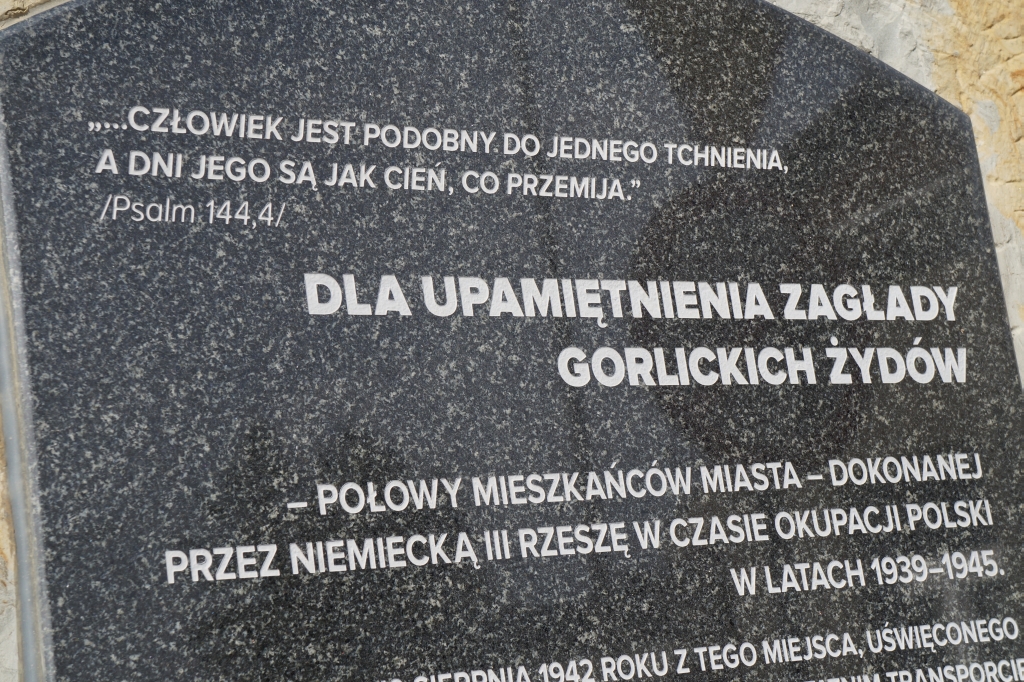 „...CZŁOWIEK JEST PODOBNY DO JEDNEGO TCHNIENIA,
A DNI JEGO SĄ JAK CIEŃ, CO PRZEMIJA.”
/Psalm 144,4/
DLA UPAMIĘTNIENIA ZAGŁADY
GORLICKICH ŻYDÓW
– POŁOWY MIESZKAŃCÓW MIASTA – DOKONANEJ
PRZEZ NIEMIECKĄ III RZESZĘ W CZASIE OKUPACJI POLSKI
W LATACH 1939–1945.
SIERPNIA 1942 ROKU Z TEGO MIEJSCA, UŚWIĘCONEGO
TRANSPORCIE